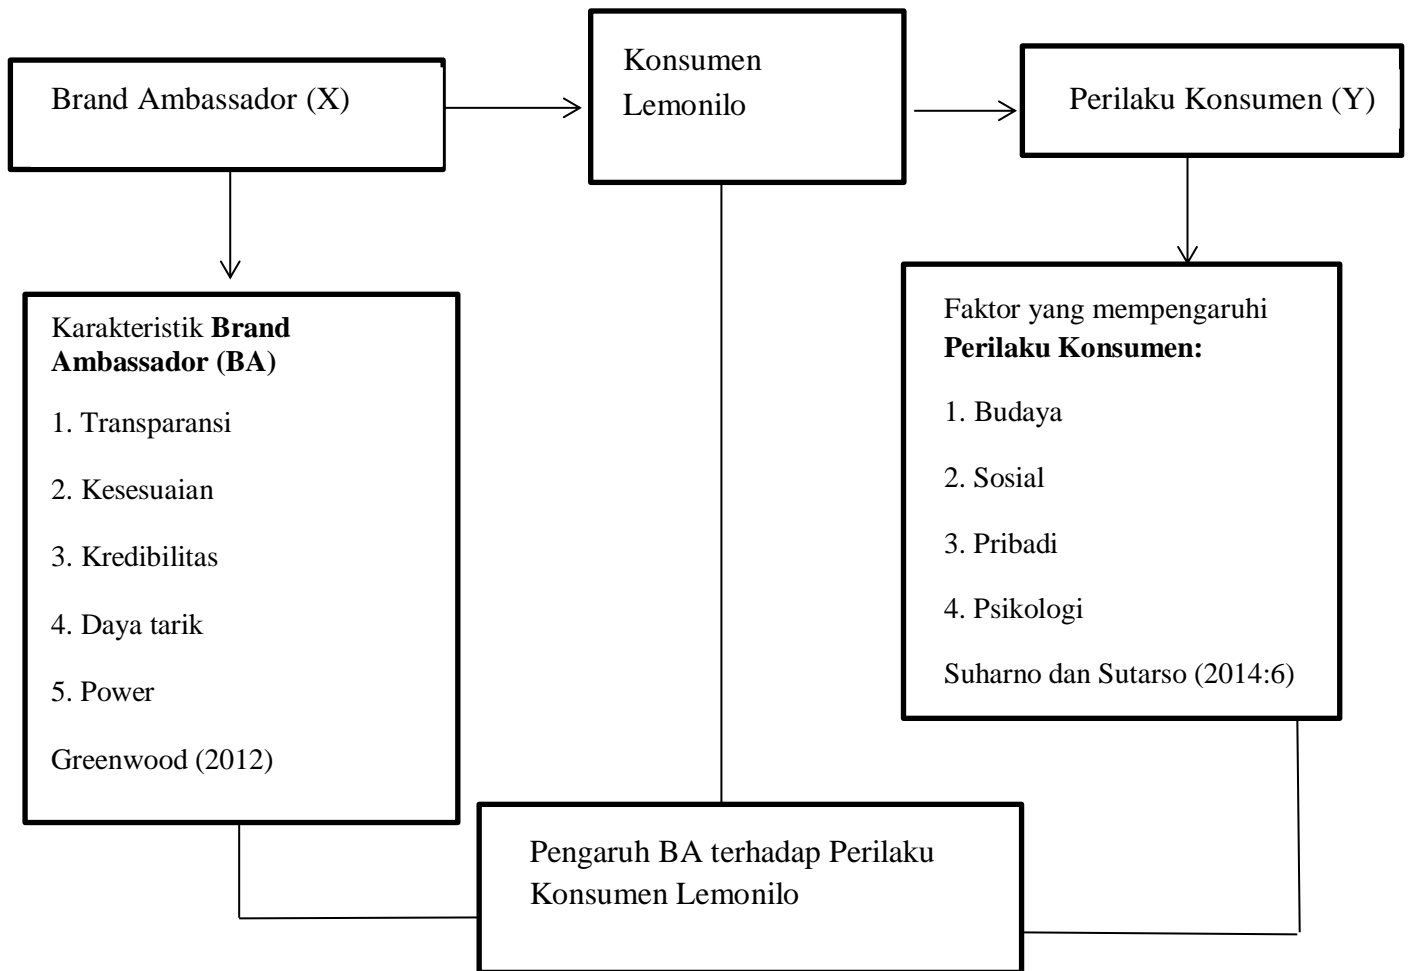 Brand Ambassador (X)
Konsumen
Lemonilo
Perilaku Konsumen (Y)
Karakteristik Brand
Ambassador (BA)
1. Transparansi
2. Kesesuaian
3. Kredibilitas
4. Daya tarik
5. Power
Greenwood (2012)
Faktor yang mempengaruhi
Perilaku Konsumen:
1. Budaya
2. Sosial
3. Pribadi
4. Psikologi
Suharno dan Sutarso (2014:6)
Pengaruh BA terhadap Perilaku
Konsumen Lemonilo